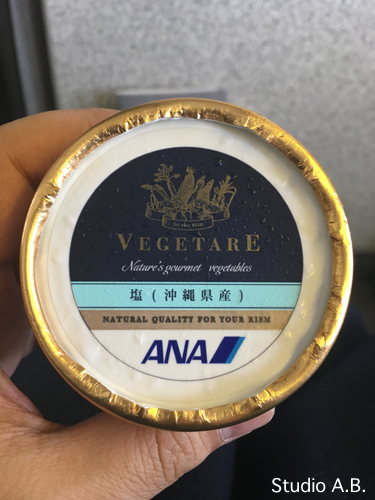 VEGETARE
Nature's gourmet vegetables
塩(沖縄県産)
NATURAL QUALITY FOR YOUR RISM
ANA
Studio A.B.